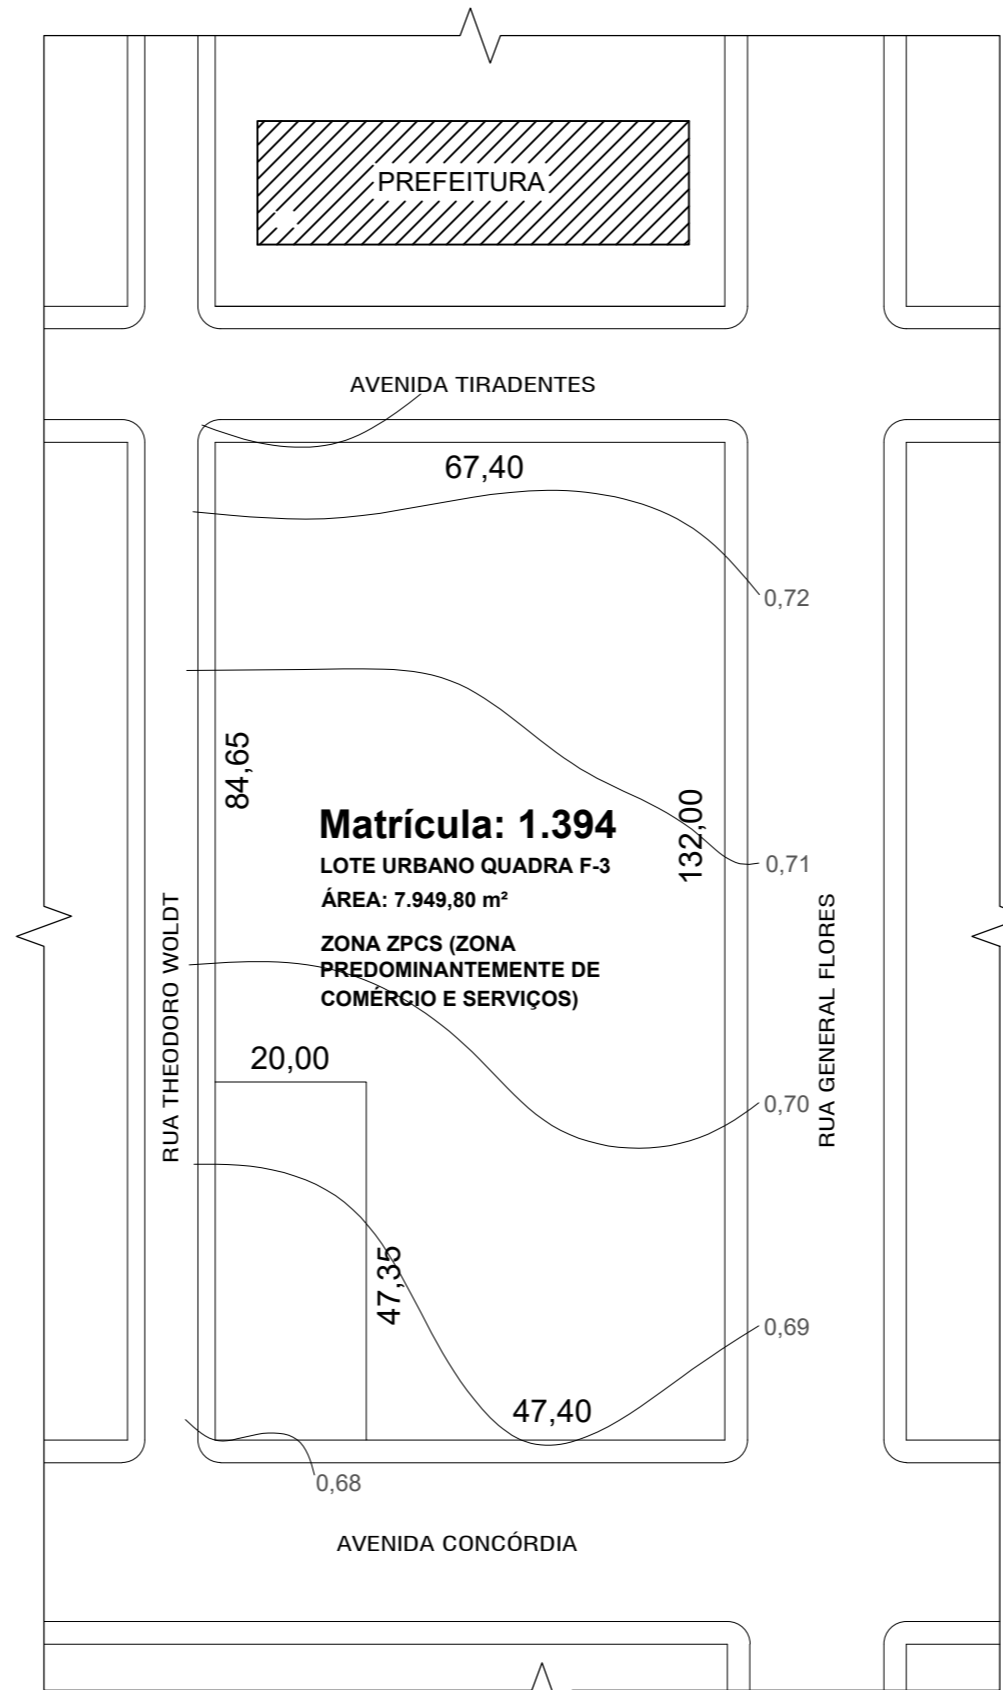 PREFEITURA
AVENIDA TIRADENTES
67,40
0,72
84,65
132,00
Matrícula: 1.394
LOTE URBANO QUADRA F-3
ÁREA: 7.949,80 m²
0,71
ZONA ZPCS (ZONA
PREDOMINANTEMENTE DE
COMÉRCIO E SERVIÇOS)
RUA THEODORO WOLDT
RUA GENERAL FLORES
20,00
0,70
47,35
0,69
47,40
0,68
AVENIDA CONCÓRDIA